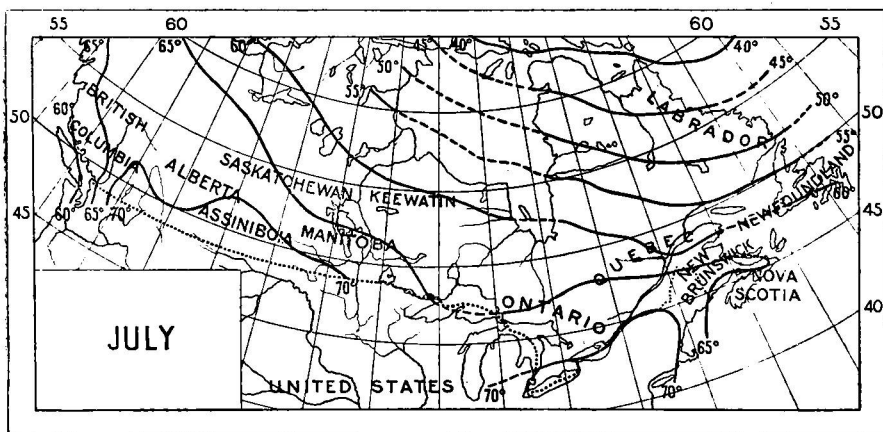 55 60 60 55
65° 65° 60° 45° 40° 40°
50° 45°
55° 50°
50 BRITISH LABRADOR 50
60° COLUMBIA 55°
ALBERTA SASKATCHEWAN KEEWATIN NEWFOUNDLAND
60° 65° 70° 60°
45 ASSINIBOIA MANITOBA QUEBEC 45
NEW BRUNSWICK
NOVA SCOTIA
70° ONTARIO 40
JULY 65°
UNITED STATES 70° 70°